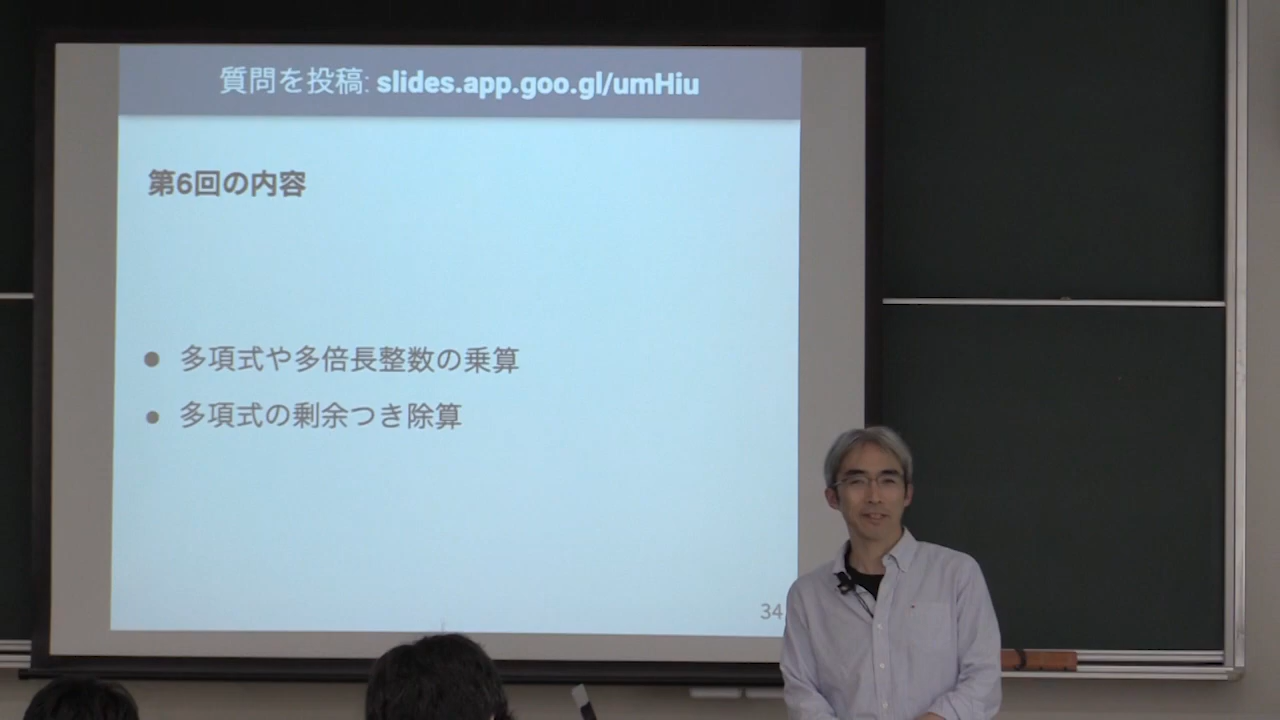 質問を投稿: slides.app.goo.gl/umHiu
第6回の内容
● 多項式や多倍長整数の乗算
● 多項式の剰余つき除算
34